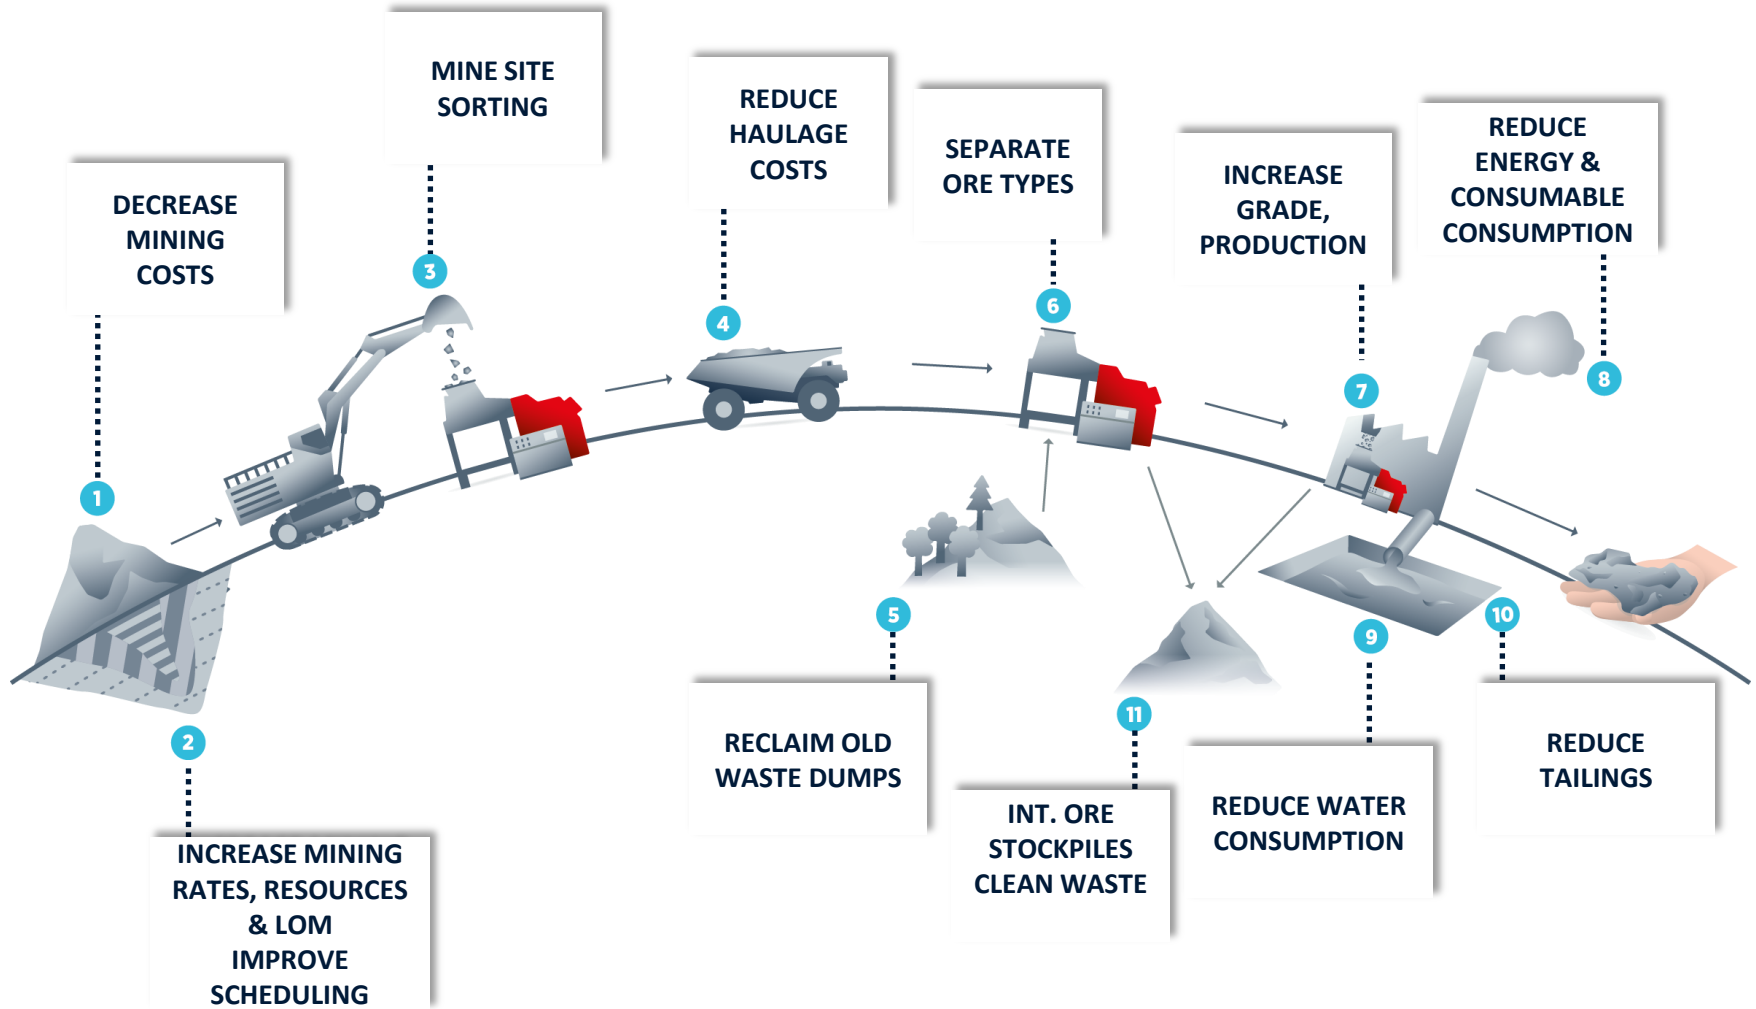 MINE SITE
SORTING
REDUCE
HAULAGE
COSTS
SEPARATE
ORE TYPES
REDUCE
ENERGY &
CONSUMABLE
CONSUMPTION
INCREASE
GRADE,
PRODUCTION
DECREASE
MINING
COSTS
3
4
6
7
8
1
5
9
10
2
11
RECLAIM OLD
WASTE DUMPS
INT. ORE
STOCKPILES
CLEAN WASTE
REDUCE WATER
CONSUMPTION
REDUCE
TAILINGS
INCREASE MINING
RATES, RESOURCES
& LOM
IMPROVE
SCHEDULING